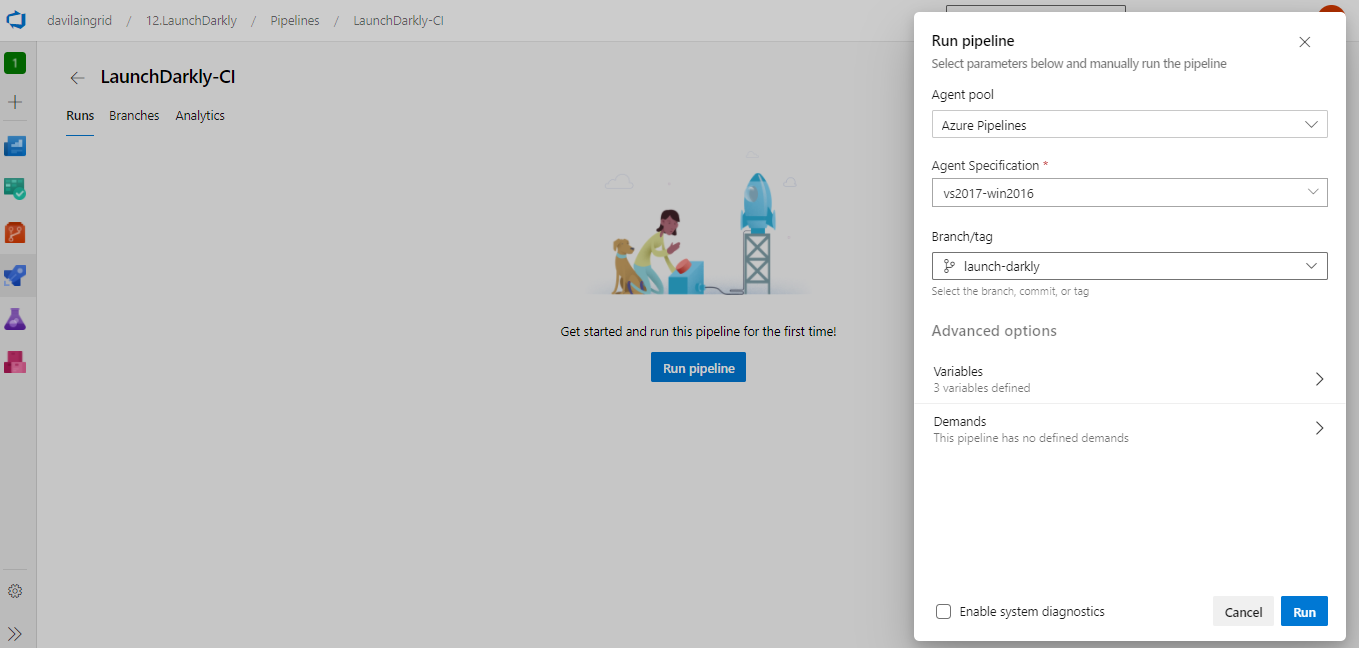 davilaingrid / 12.LaunchDarkly / Pipelines / LaunchDarkly-CI
1
LaunchDarkly-CI
Runs Branches Analytics
Get started and run this pipeline for the first time!
Run pipeline
Run pipeline
Select parameters below and manually run the pipeline
Agent pool
Azure Pipelines
Agent Specification *
vs2017-win2016
Branch/tag
launch-darkly
Select the branch, commit, or tag
Advanced options
Variables
3 variables defined
Demands
This pipeline has no defined demands
Enable system diagnostics
Cancel
Run